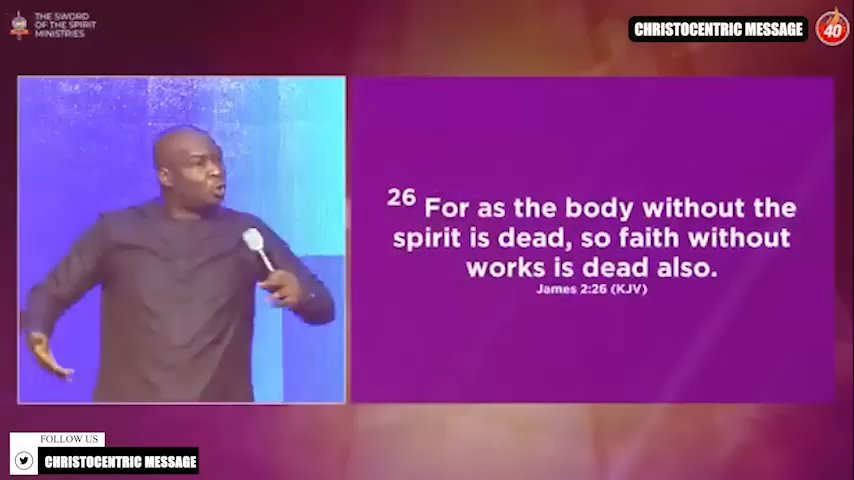 THE SWORD
OF THE SPIRIT
MINISTRIES
CHRISTOCENTRIC MESSAGE
40
26 For as the body without the
spirit is dead, so faith without
works is dead also.
James 2:26 (KJV)
FOLLOW US
CHRISTOCENTRIC MESSAGE